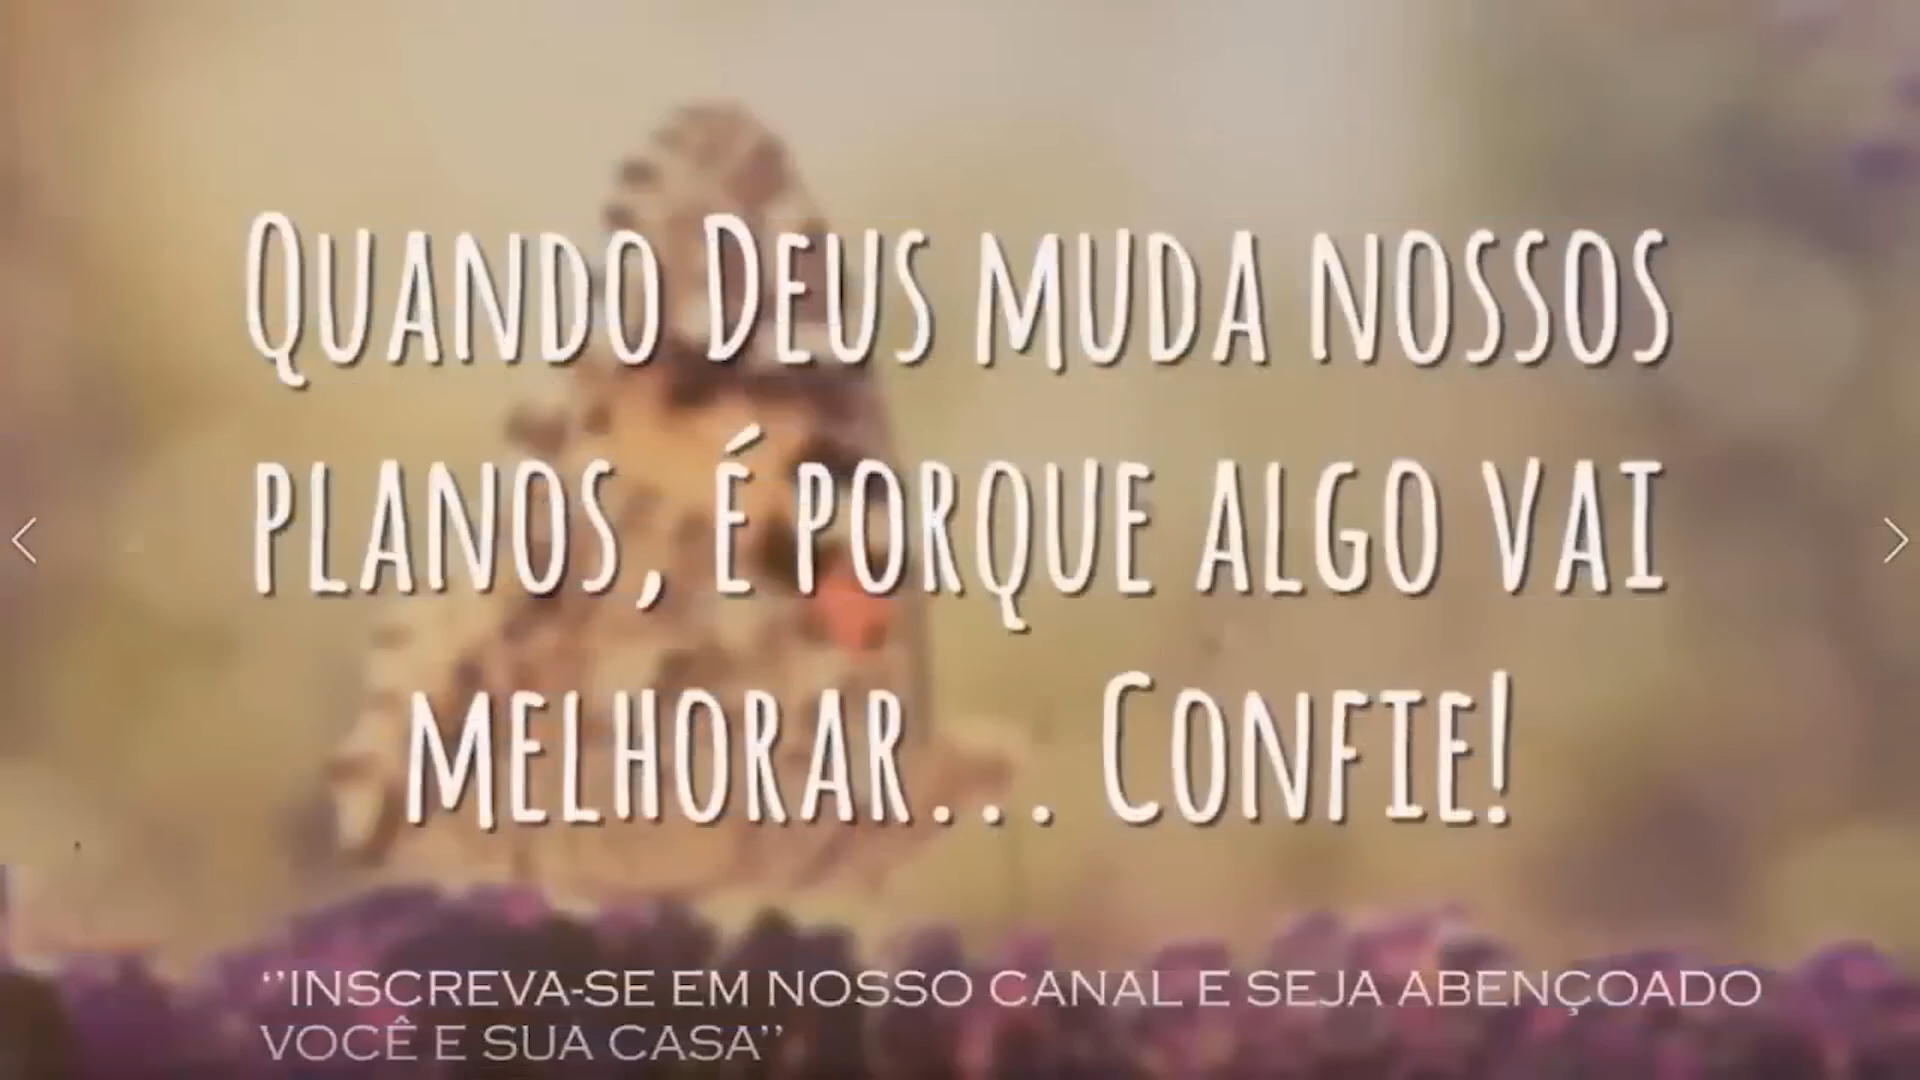 Quando Deus muda nossos
planos, é porque algo vai
melhorar... Confie!
‘’INSCREVA-SE EM NOSSO CANAL E SEJA ABENÇOADO
VOCÊ E SUA CASA’’